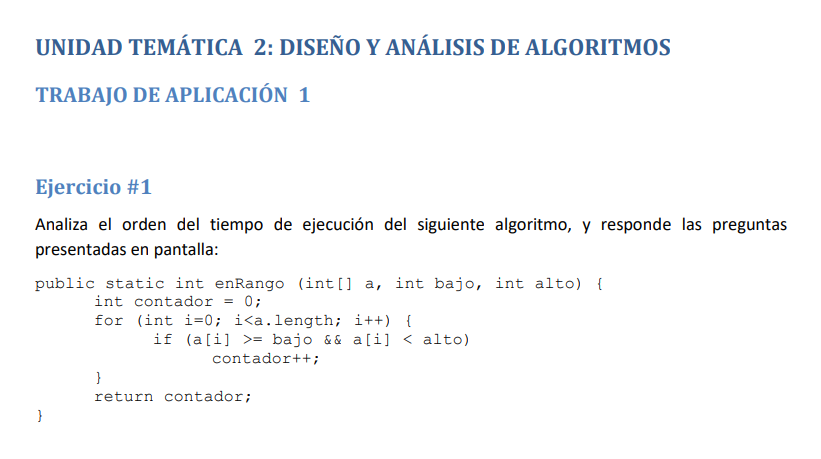 UNIDAD TEMÁTICA 2: DISEÑO Y ANÁLISIS DE ALGORITMOS
TRABAJO DE APLICACIÓN 1
Ejercicio #1
Analiza el orden del tiempo de ejecución del siguiente algoritmo, y responde las preguntas
presentadas en pantalla:
public static int enRango (int[] a, int bajo, int alto) {
int contador = 0;
for (int i=0; i<a.length; i++) {
if (a[i] >= bajo && a[i] < alto)
contador++;
}
return contador;
}